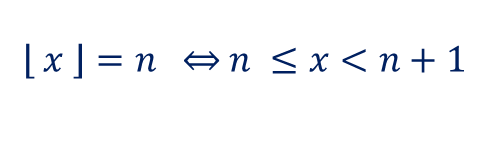 ⌊ x ⌋ = n ⇔ n ≤ x < n + 1